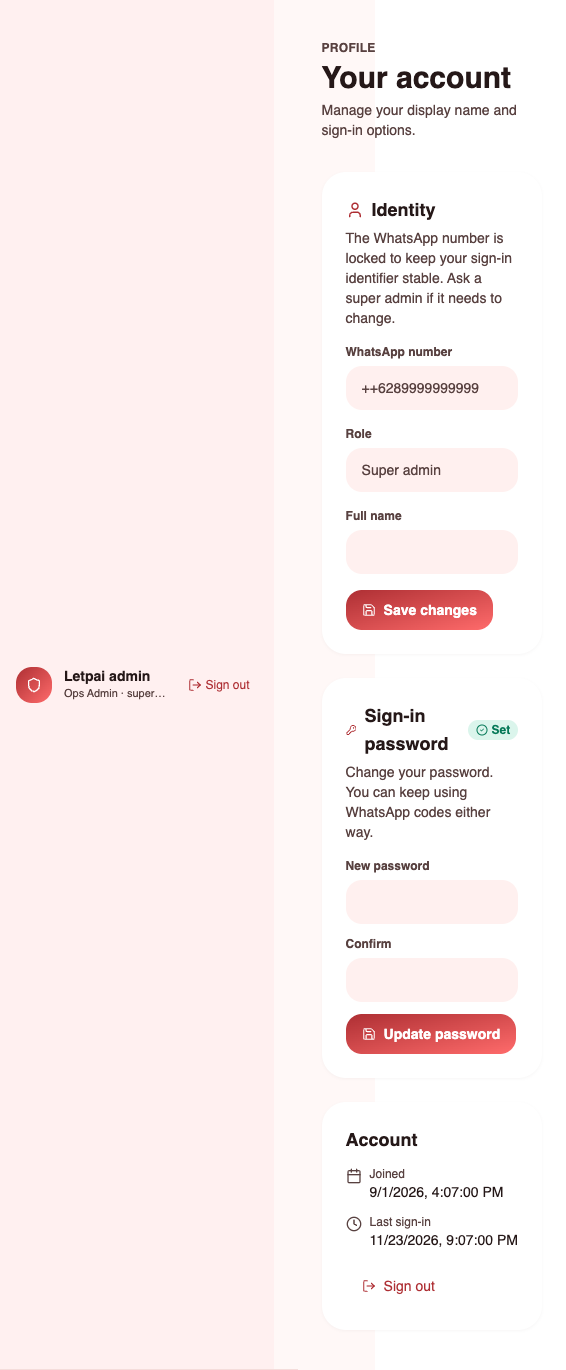 Letpai admin
Ops Admin · super…
Sign out
PROFILE
Your account
Manage your display name and
sign-in options.
Identity
The WhatsApp number is
locked to keep your sign-in
identifier stable. Ask a
super admin if it needs to
change.
WhatsApp number
++6289999999999
Role
Super admin
Full name
Save changes
Sign-in
password
Set
Change your password.
You can keep using
WhatsApp codes either
way.
New password
Confirm
Update password
Account
Joined
9/1/2026, 4:07:00 PM
Last sign-in
11/23/2026, 9:07:00 PM
Sign out